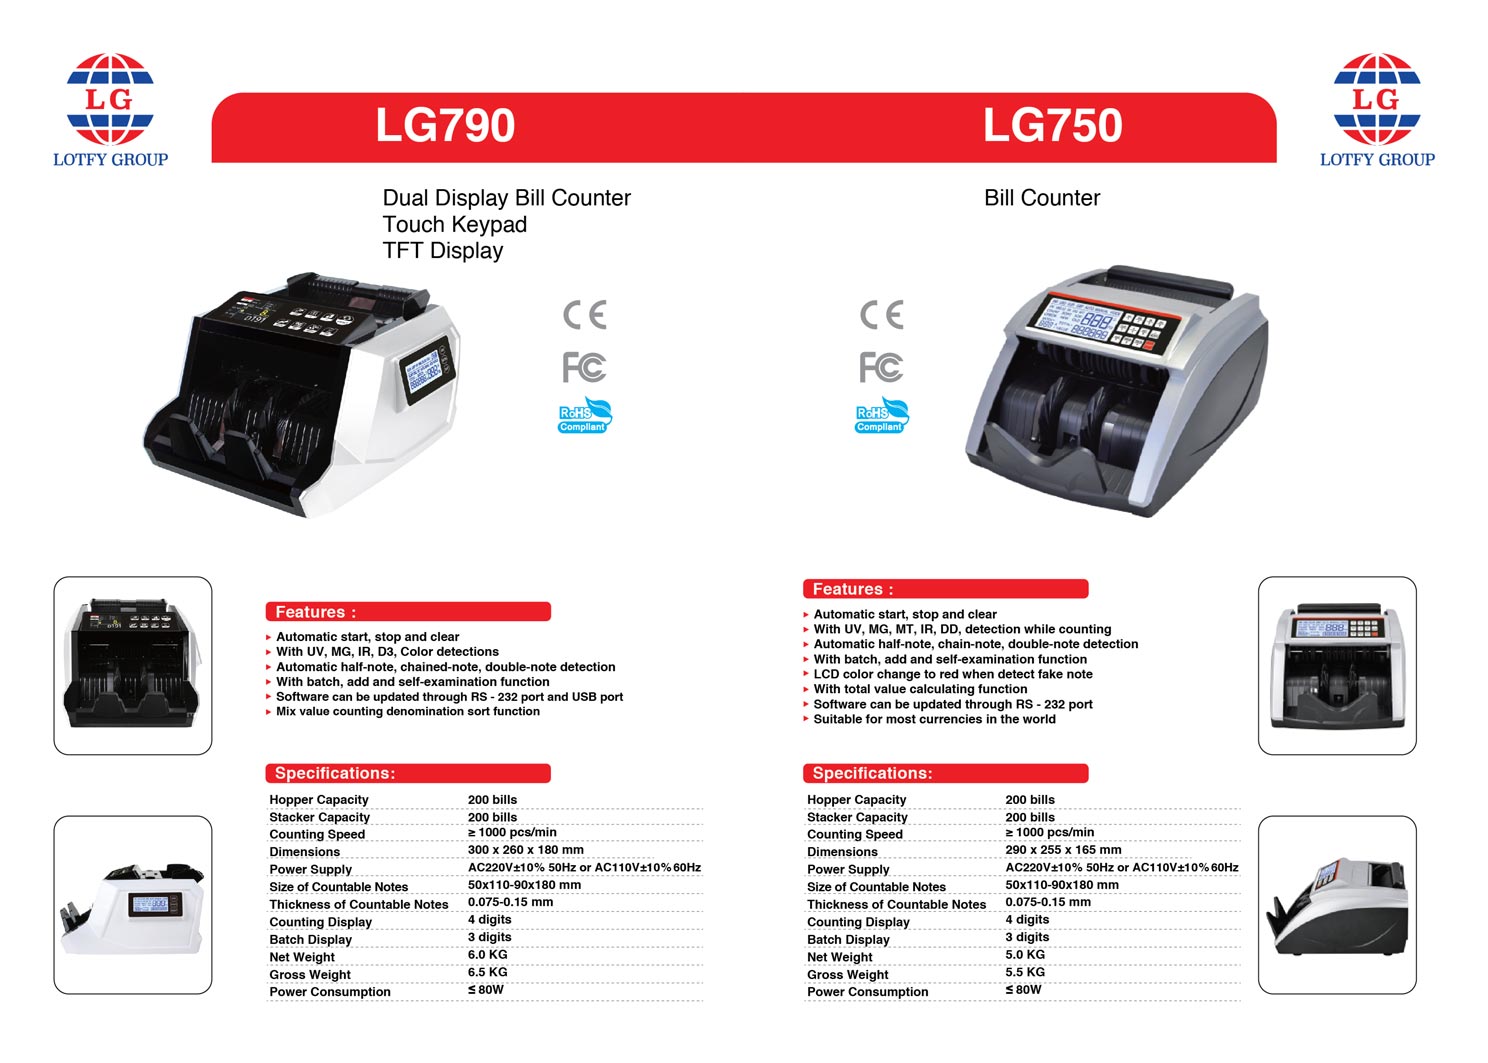 LG
LOTFY GROUP
LG790
LG750
LG
LOTFY GROUP
Dual Display Bill Counter
Touch Keypad
TFT Display
CE
FC
RoHS
Compliant
Features :
Automatic start, stop and clear
With UV, MG, IR, D3, Color detections
Automatic half-note, chained-note, double-note detection
With batch, add and self-examination function
Software can be updated through RS - 232 port and USB port
Mix value counting denomination sort function
Specifications:
Hopper Capacity 200 bills
Stacker Capacity 200 bills
Counting Speed ≥ 1000 pcs/min
Dimensions 300 x 260 x 180 mm
Power Supply AC220V±10% 50Hz or AC110V±10% 60Hz
Size of Countable Notes 50x110-90x180 mm
Thickness of Countable Notes 0.075-0.15 mm
Counting Display 4 digits
Batch Display 3 digits
Net Weight 6.0 KG
Gross Weight 6.5 KG
Power Consumption ≤ 80W
Bill Counter
CE
FC
RoHS
Compliant
Features :
Automatic start, stop and clear
With UV, MG, MT, IR, DD, detection while counting
Automatic half-note, chain-note, double-note detection
With batch, add and self-examination function
LCD color change to red when detect fake note
With total value calculating function
Software can be updated through RS - 232 port
Suitable for most currencies in the world
Specifications:
Hopper Capacity 200 bills
Stacker Capacity 200 bills
Counting Speed ≥ 1000 pcs/min
Dimensions 290 x 255 x 165 mm
Power Supply AC220V±10% 50Hz or AC110V±10% 60Hz
Size of Countable Notes 50x110-90x180 mm
Thickness of Countable Notes 0.075-0.15 mm
Counting Display 4 digits
Batch Display 3 digits
Net Weight 5.0 KG
Gross Weight 5.5 KG
Power Consumption ≤ 80W